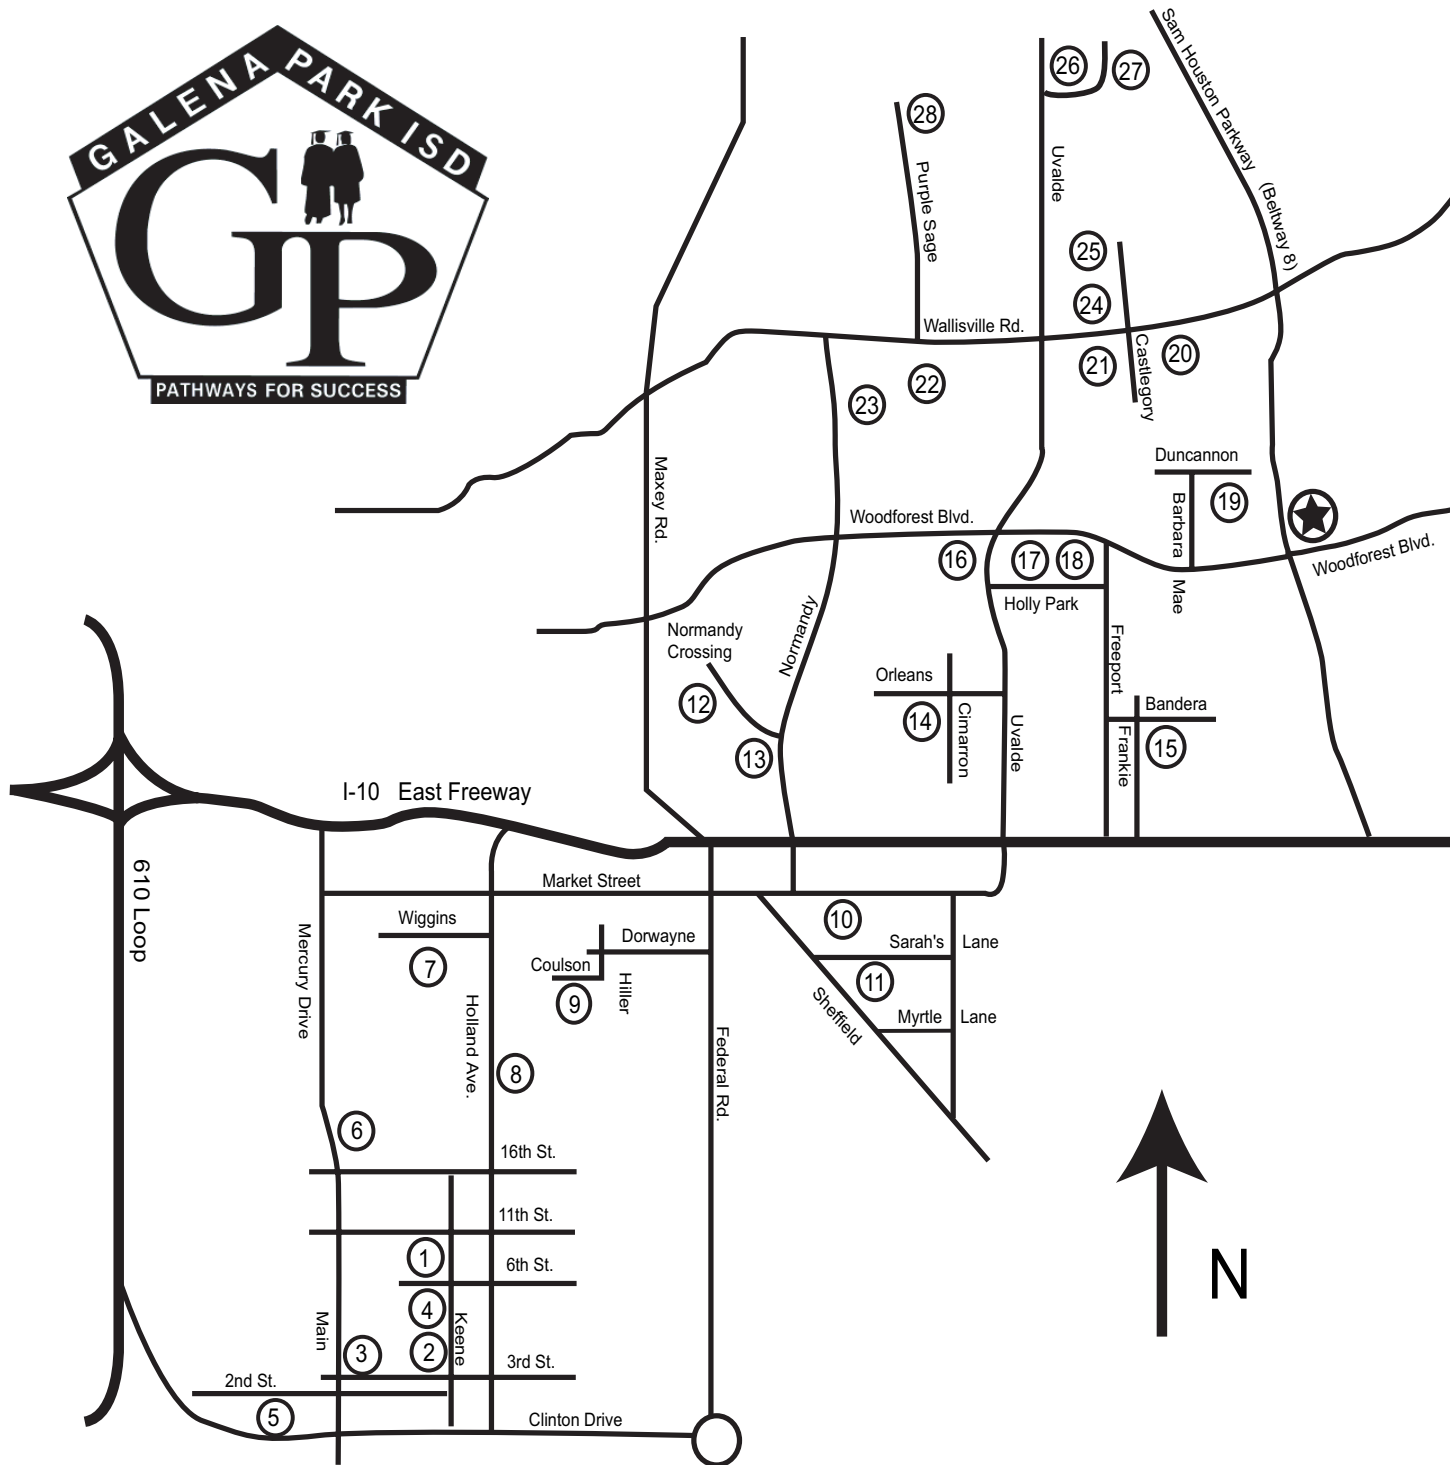 GALENA PARK ISD
GP
PATHWAYS FOR SUCCESS
Sam Houston Parkway (Beltway 8)
26
27
28
Purple Sage
Uvalde
25
24
Wallisville Rd.
Castlegory
20
21
22
23
Maxey Rd.
Duncannon
Barbara Mae
19
Woodforest Blvd.
Woodforest Blvd.
16
17
18
Holly Park
Normandy
Crossing
Normandy
12
13
Orleans
14
Cimarron
Uvalde
Freeport
Bandera
Frankie
15
I-10 East Freeway
610 Loop
Market Street
Mercury Drive
Wiggins
7
Holland Ave.
Dorwayne
Coulson
Hiller
9
10
Sarah's Lane
11
Myrtle Lane
Sheffield
Federal Rd.
8
6
16th St.
11th St.
1
6th St.
4
Keene
Main
3
2
3rd St.
2nd St.
5
Clinton Drive
N